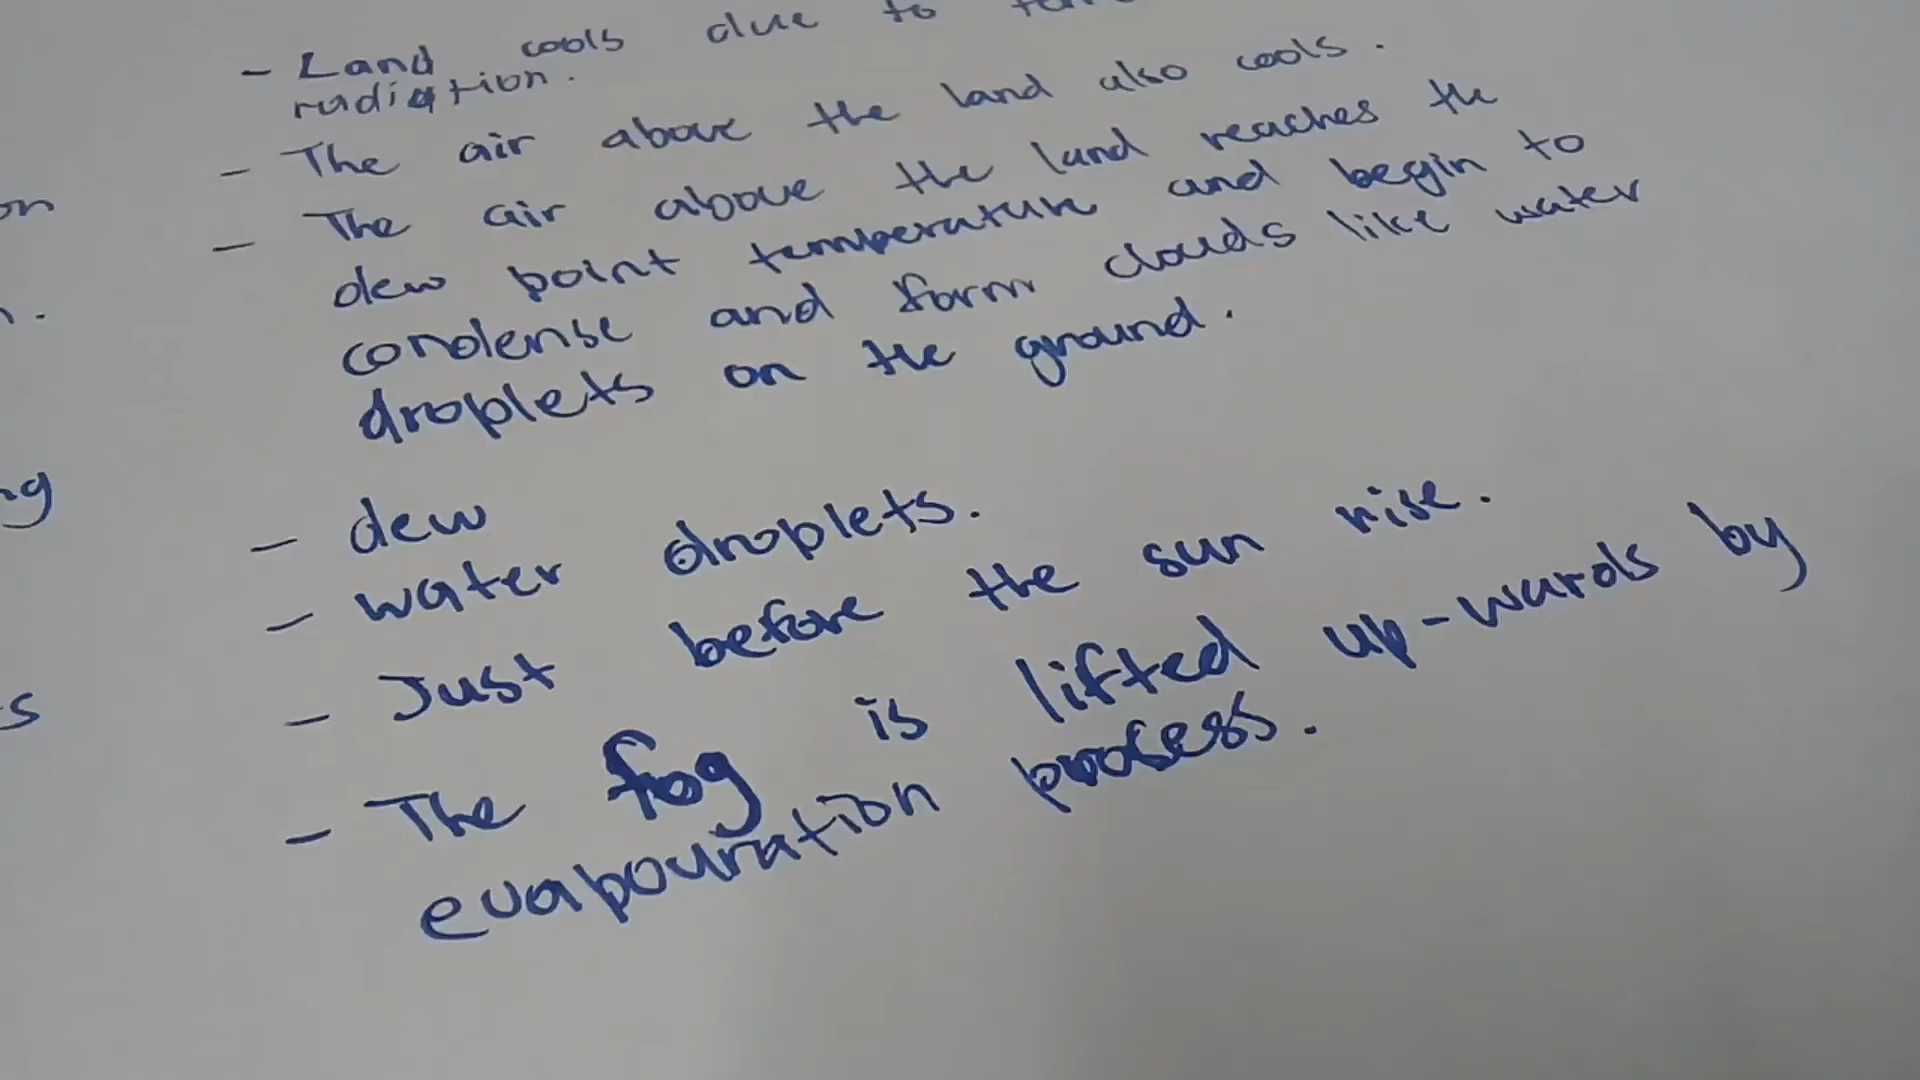 - Land cools due to
radiation.
- The air above the land also cools.
- The air above the land reaches the
dew point temperature and begin to
condense and form clouds like water
droplets on the ground.
- dew
- water droplets.
- Just before the sun rise.
- The fog is lifted up-wards by
evapouration process.